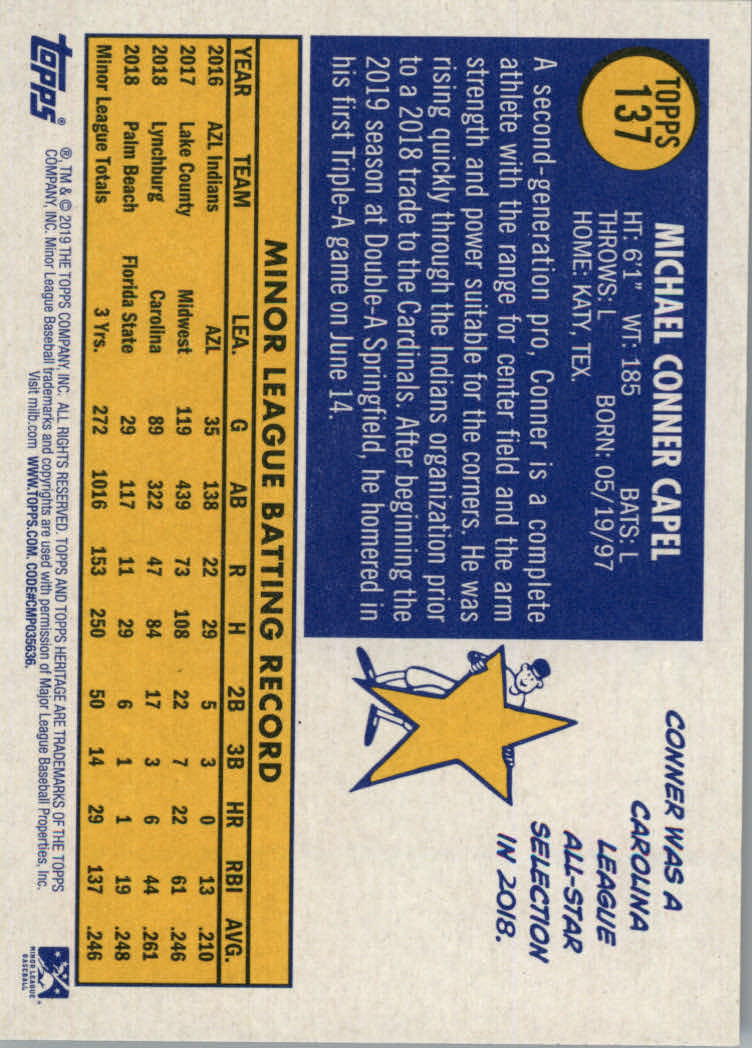 TOPPS
137
MICHAEL CONNER CAPEL
HT: 6'1" WT: 185 BATS: L
THROWS: L BORN: 05/19/97
HOME: KATY, TEX.
A second-generation pro, Conner is a complete
athlete with the range for center field and the arm
strength and power suitable for the corners. He was
rising quickly through the Indians organization prior
to a 2018 trade to the Cardinals. After beginning the
2019 season at Double-A Springfield, he homered in
his first Triple-A game on June 14.
CONNER WAS A
CAROLINA
LEAGUE
ALL-STAR
SELECTION
IN 2018.
MINOR LEAGUE BATTING RECORD
YEAR TEAM LEA. G AB R H 2B 3B HR RBI AVG.
2016 AZL Indians AZL 35 138 22 29 5 3 0 13 .210
2017 Lake County Midwest 119 439 73 108 22 7 22 61 .246
2018 Lynchburg Carolina 89 322 47 84 17 3 6 44 .261
2018 Palm Beach Florida State 29 117 11 29 6 1 1 19 .248
Minor League Totals 3 Yrs. 272 1016 153 250 50 14 29 137 .246
topps®
®, TM & © 2019 THE TOPPS COMPANY, INC. ALL RIGHTS RESERVED. TOPPS AND TOPPS HERITAGE ARE TRADEMARKS OF THE TOPPS
COMPANY, INC. Minor League Baseball trademarks and copyrights are used with permission of Major League Baseball Properties, Inc.
Visit milb.com WWW.TOPPS.COM. CODE#CMP035636.
MINOR LEAGUE
BASEBALL